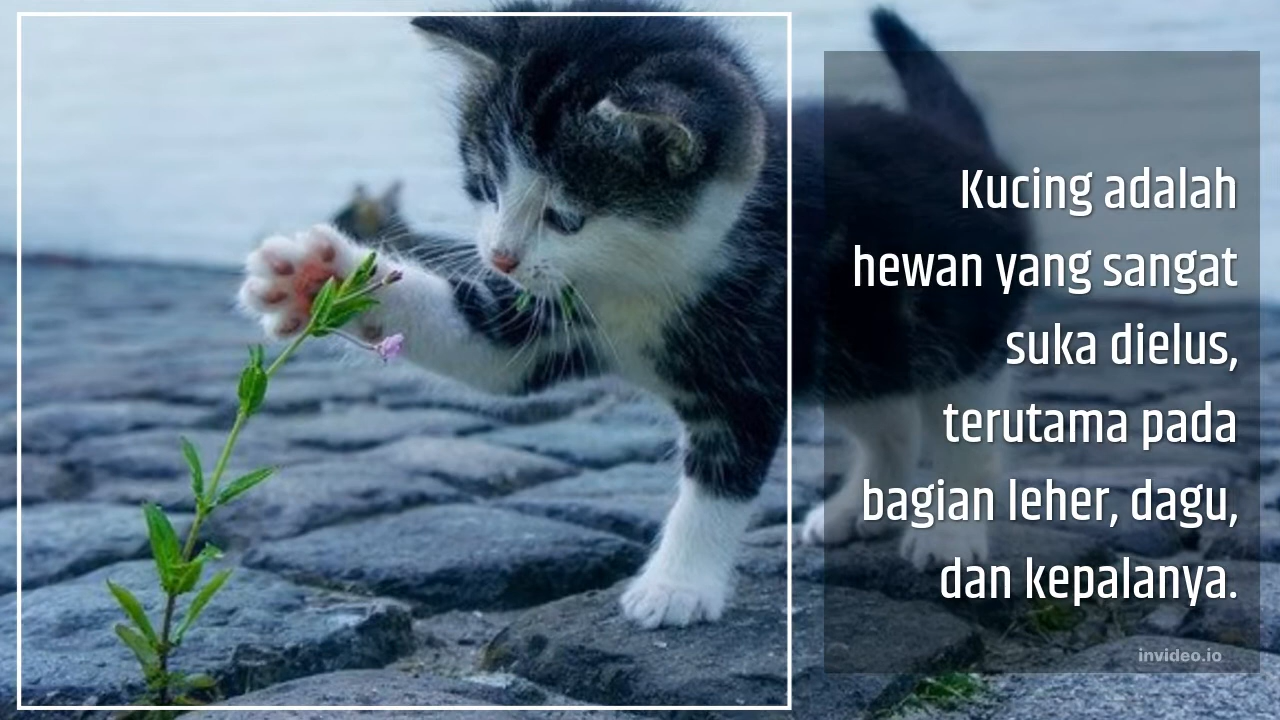 Kucing adalah
hewan yang sangat
suka dielus,
terutama pada
bagian leher, dagu,
dan kepalanya.
invideo.io